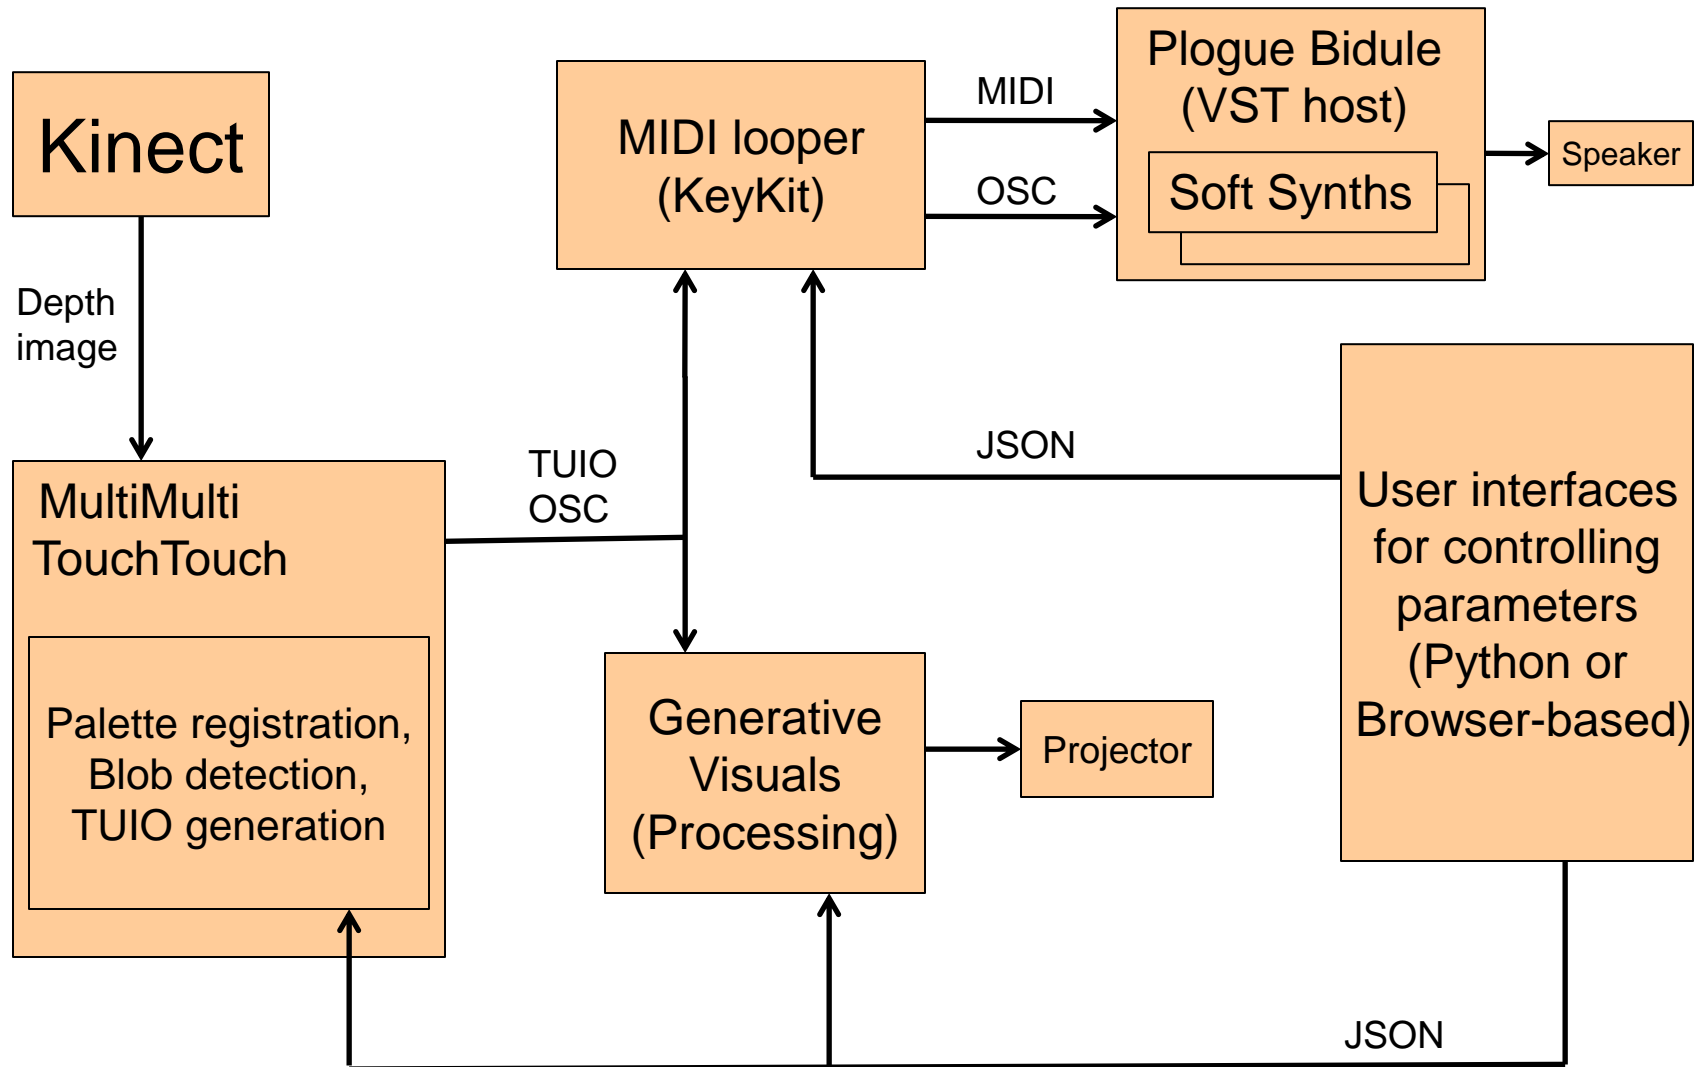 Kinect
Depth
image
MultiMulti
TouchTouch
Palette registration,
Blob detection,
TUIO generation
TUIO
OSC
MIDI looper
(KeyKit)
MIDI
OSC
Plogue Bidule
(VST host)
Soft Synths
Speaker
JSON
Generative
Visuals
(Processing)
Projector
User interfaces
for controlling
parameters
(Python or
Browser-based)
JSON